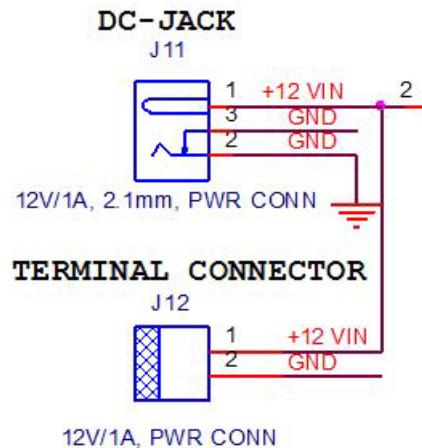 DC-JACK
J11
1 +12 VIN 2
3 GND
2 GND
12V/1A, 2.1mm, PWR CONN
TERMINAL CONNECTOR
J12
1 +12 VIN
2 GND
12V/1A, PWR CONN